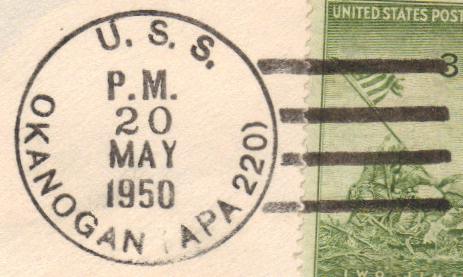 U. S. S.
P.M.
20
MAY
1950
OKANOGAN (APA 220)
UNITED STATES POST
3